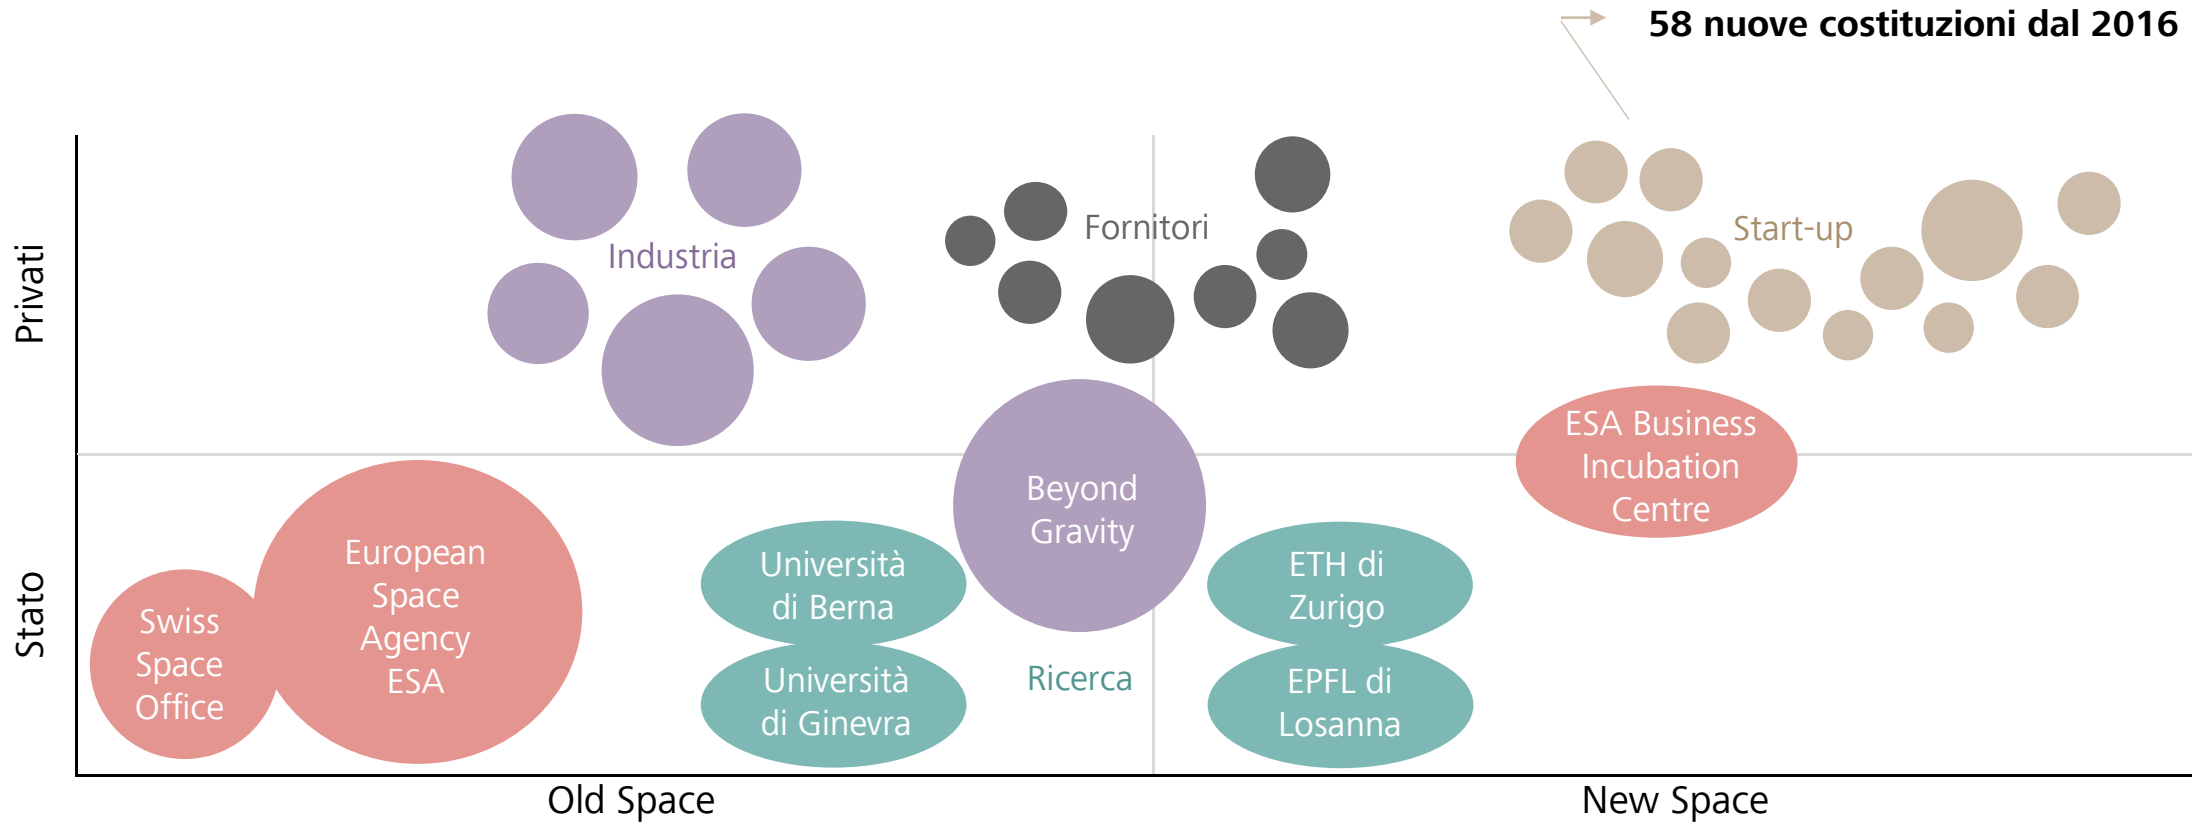 58 nuove costituzioni dal 2016
Privati
Stato
Industria
Fornitori
Start-up
ESA Business
Incubation
Centre
Beyond
Gravity
European
Space
Agency
ESA
Swiss
Space
Office
Università
di Berna
Università
di Ginevra
Ricerca
ETH di
Zurigo
EPFL di
Losanna
Old Space
New Space